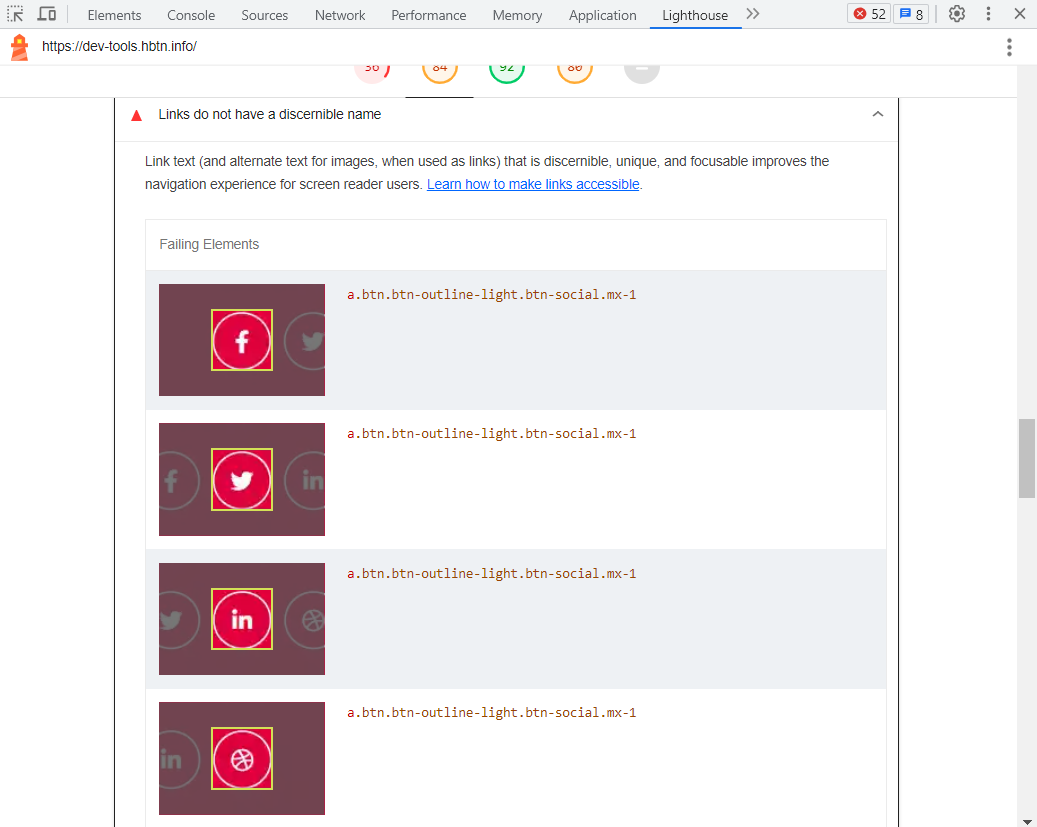 Elements Console Sources Network Performance Memory Application Lighthouse 52 8
https://dev-tools.hbtn.info/
36 84 92 80
Links do not have a discernible name
Link text (and alternate text for images, when used as links) that is discernible, unique, and focusable improves the
navigation experience for screen reader users. Learn how to make links accessible.
Failing Elements
a.btn.btn-outline-light.btn-social.mx-1
f
a.btn.btn-outline-light.btn-social.mx-1
f in
a.btn.btn-outline-light.btn-social.mx-1
in
a.btn.btn-outline-light.btn-social.mx-1
in